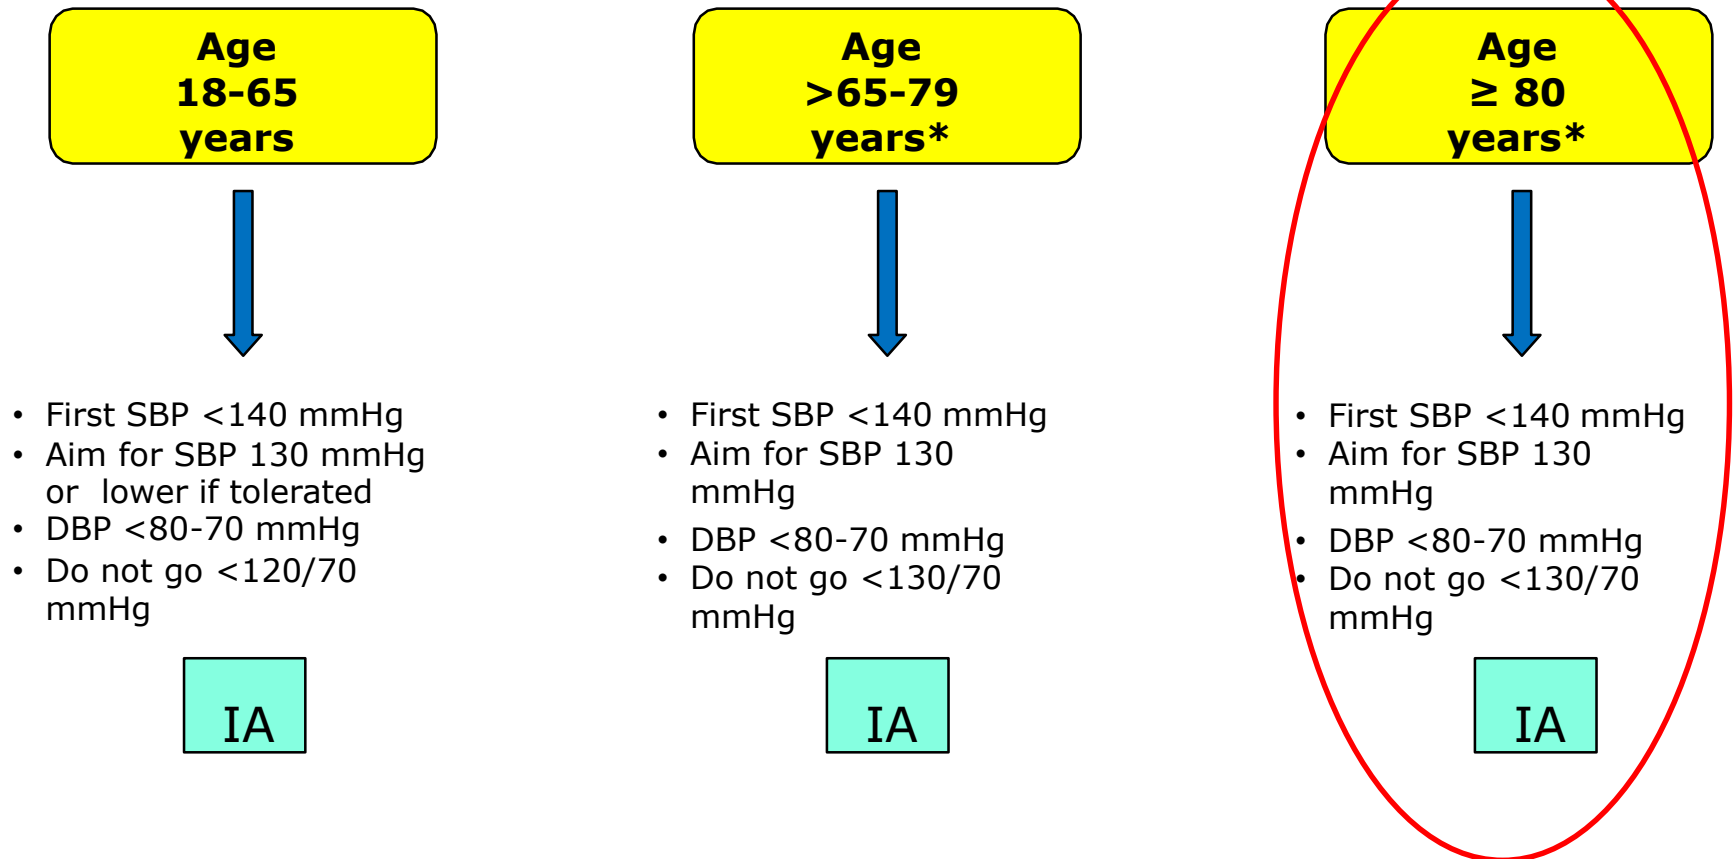 Age
18-65
years
• First SBP <140 mmHg
• Aim for SBP 130 mmHg
or lower if tolerated
• DBP <80-70 mmHg
• Do not go <120/70
mmHg
IA
Age
>65-79
years*
• First SBP <140 mmHg
• Aim for SBP 130
mmHg
• DBP <80-70 mmHg
• Do not go <130/70
mmHg
IA
Age
≥ 80
years*
• First SBP <140 mmHg
• Aim for SBP 130
mmHg
• DBP <80-70 mmHg
• Do not go <130/70
mmHg
IA